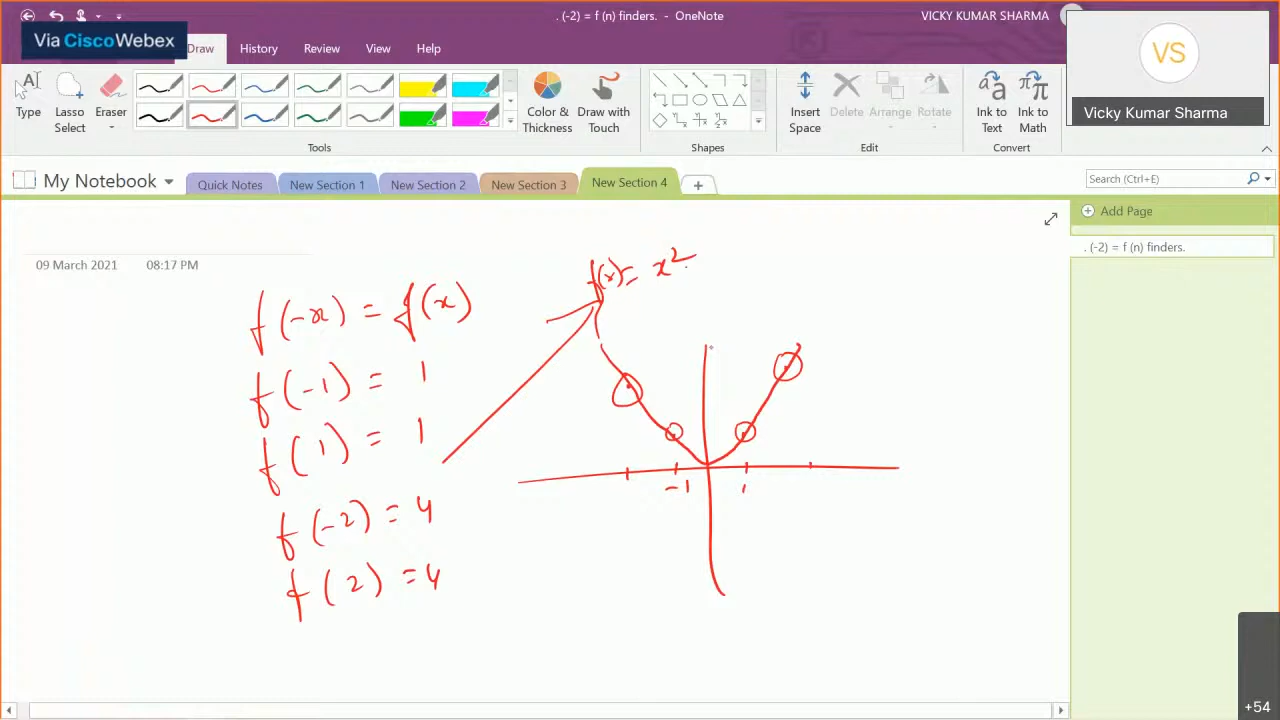 . (-2) = f (n) finders. - OneNote
VICKY KUMAR SHARMA
Via CiscoWebex
Draw
History
Review
View
Help
VS
Vicky Kumar Sharma
Type
Lasso Select
Eraser
Color & Thickness
Draw with Touch
Insert Space
Delete
Arrange
Rotate
Ink to Text
Ink to Math
Tools
Shapes
Edit
Convert
My Notebook
Quick Notes
New Section 1
New Section 2
New Section 3
New Section 4
Search (Ctrl+E)
Add Page
. (-2) = f (n) finders.
09 March 2021 08:17 PM
f(x) = x²
f(-x) = f(x)
f(-1) = 1
f(1) = 1
f(-2) = 4
f(2) = 4
-1 1
+54